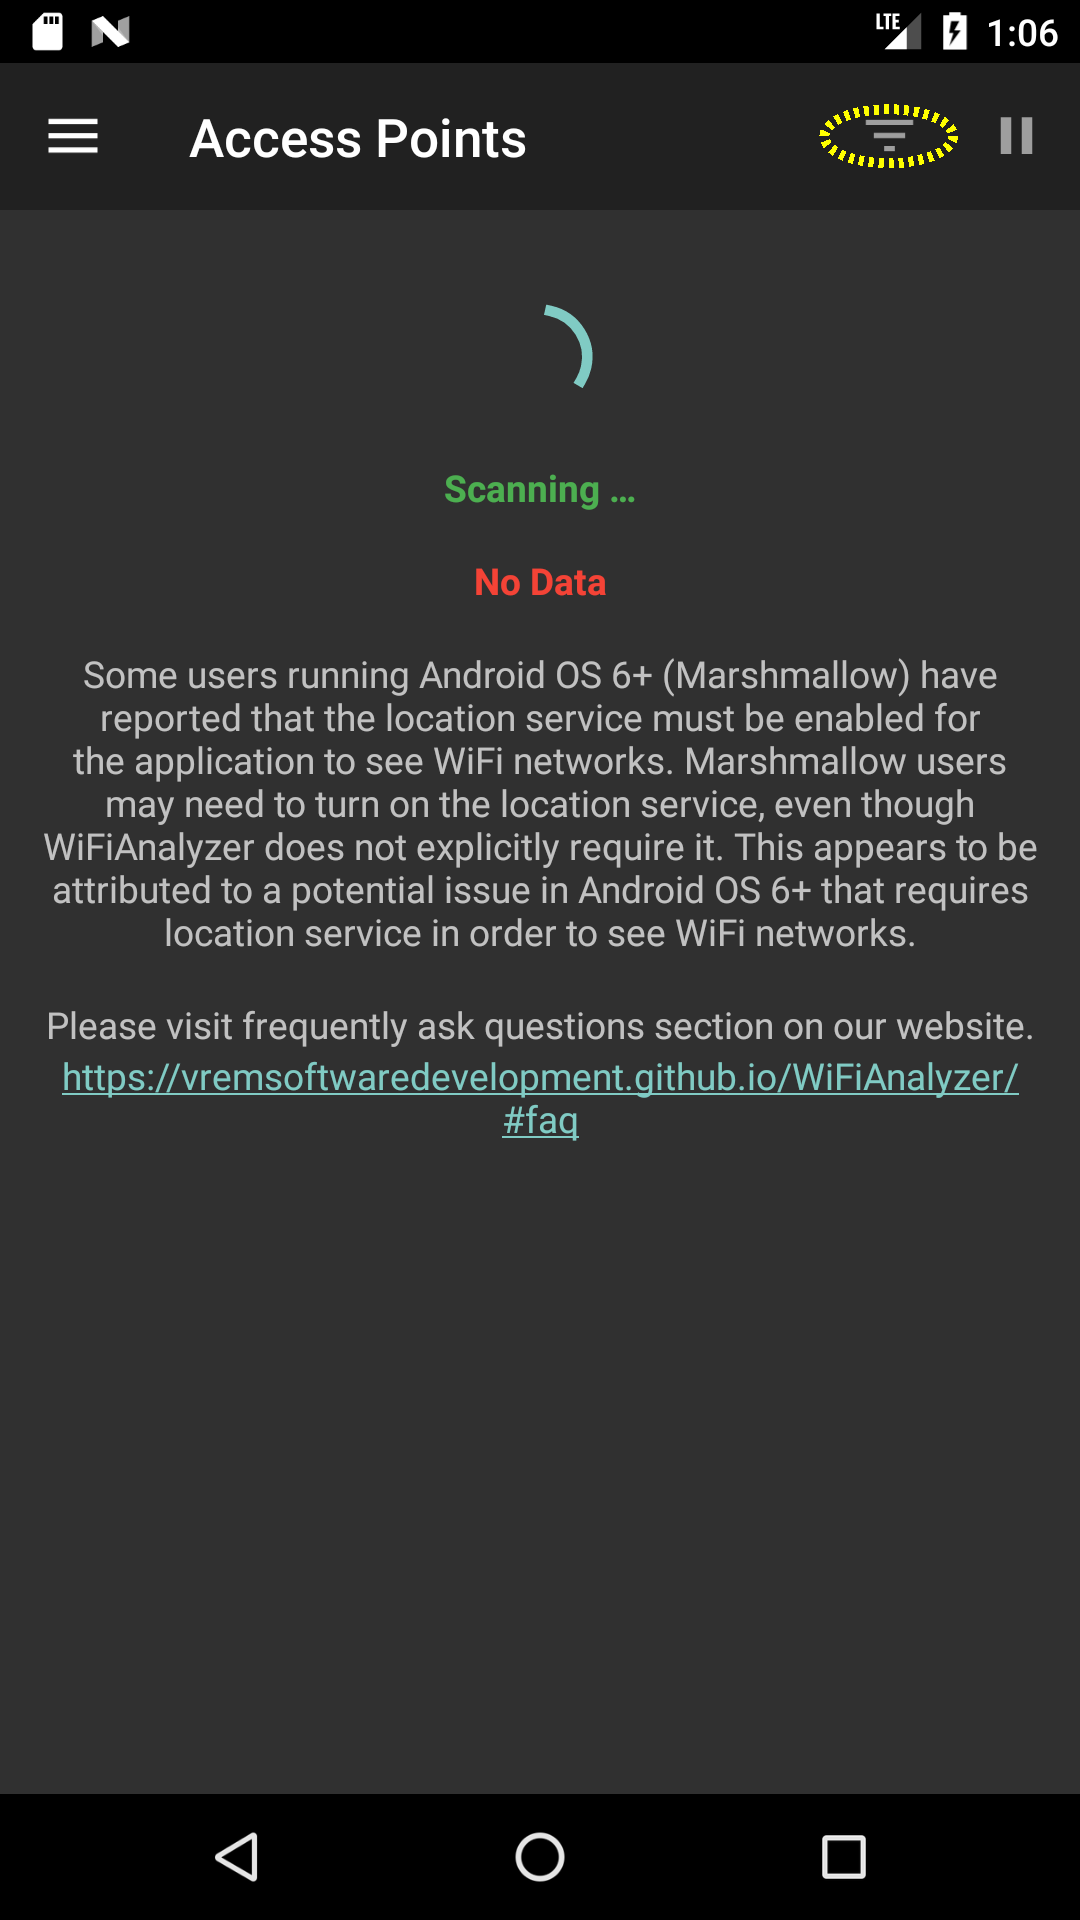 LTE 1:06
Access Points
Scanning ...
No Data
Some users running Android OS 6+ (Marshmallow) have
reported that the location service must be enabled for
the application to see WiFi networks. Marshmallow users
may need to turn on the location service, even though
WiFiAnalyzer does not explicitly require it. This appears to be
attributed to a potential issue in Android OS 6+ that requires
location service in order to see WiFi networks.
Please visit frequently ask questions section on our website.
https://vremsoftwaredevelopment.github.io/WiFiAnalyzer/
#faq